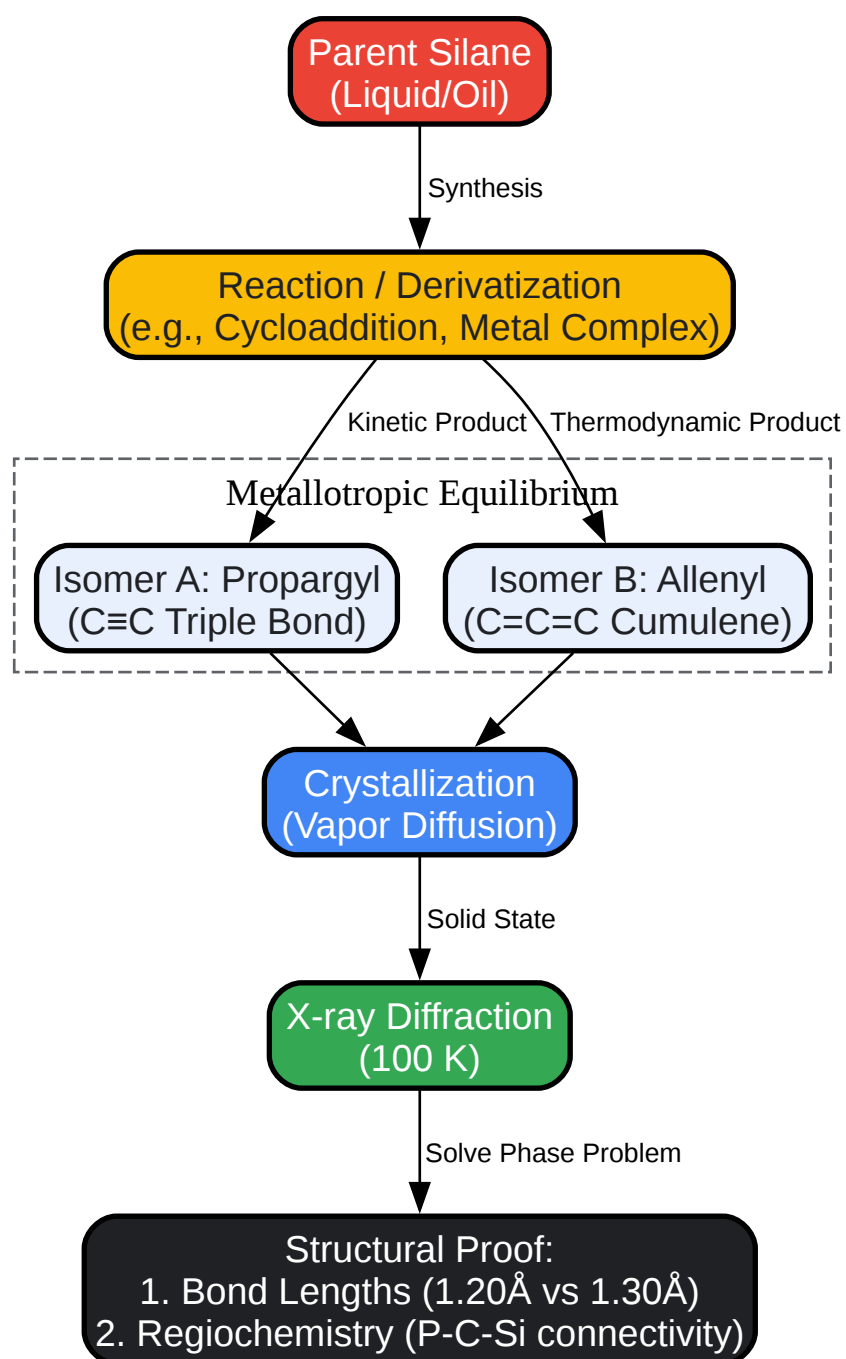 Parent Silane
(Liquid/Oil)
Synthesis
Reaction / Derivatization
(e.g., Cycloaddition, Metal Complex)
Kinetic Product
Thermodynamic Product
Metallotropic Equilibrium
Isomer A: Propargyl
(C≡C Triple Bond)
Isomer B: Allenyl
(C=C=C Cumulene)
Crystallization
(Vapor Diffusion)
Solid State
X-ray Diffraction
(100 K)
Solve Phase Problem
Structural Proof:
1. Bond Lengths (1.20Å vs 1.30Å)
2. Regiochemistry (P-C-Si connectivity)